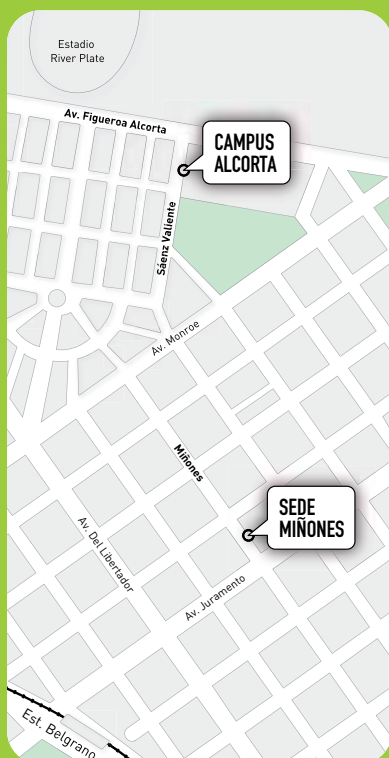 Estadio
River Plate
Av. Figueroa Alcorta
CAMPUS
ALCORTA
Sáenz Valiente
Av. Monroe
Miñones
SEDE
MIÑONES
Av. Del Libertador
Av. Juramento
Est. Belgrano